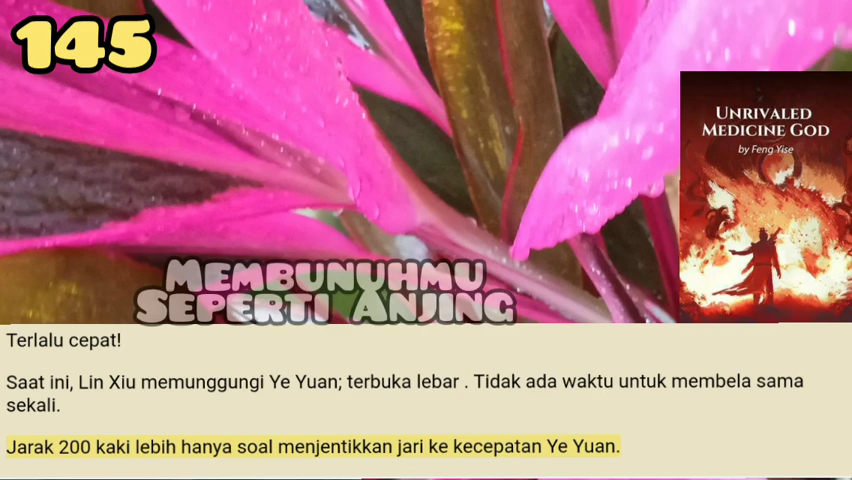 145
UNRIVALED
MEDICINE GOD
by Feng Yise
MEMBUNUHMU
SEPERTI ANJING
Terlalu cepat!
Saat ini, Lin Xiu memunggungi Ye Yuan; terbuka lebar . Tidak ada waktu untuk membela sama
sekali.
Jarak 200 kaki lebih hanya soal menjentikkan jari ke kecepatan Ye Yuan.